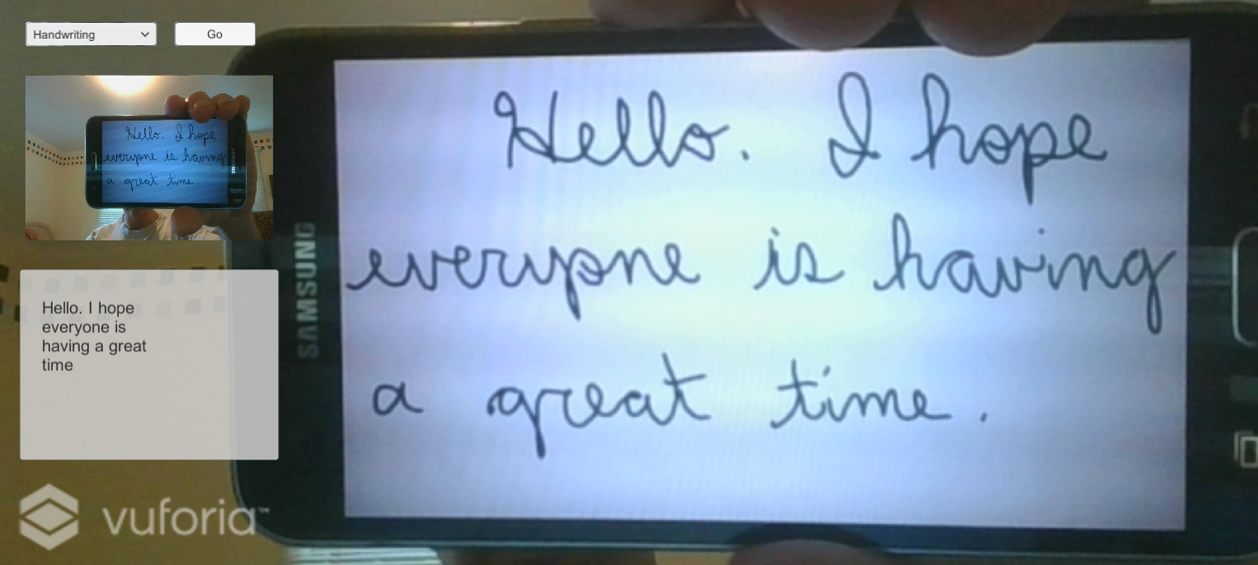 Handwriting
Go
Hello. I hope
everyone is having
a great time.
Hello. I hope
everyone is having
a great time
SAMSUNG
Hello. I hope
everyone is
having a great
time
vuforia™